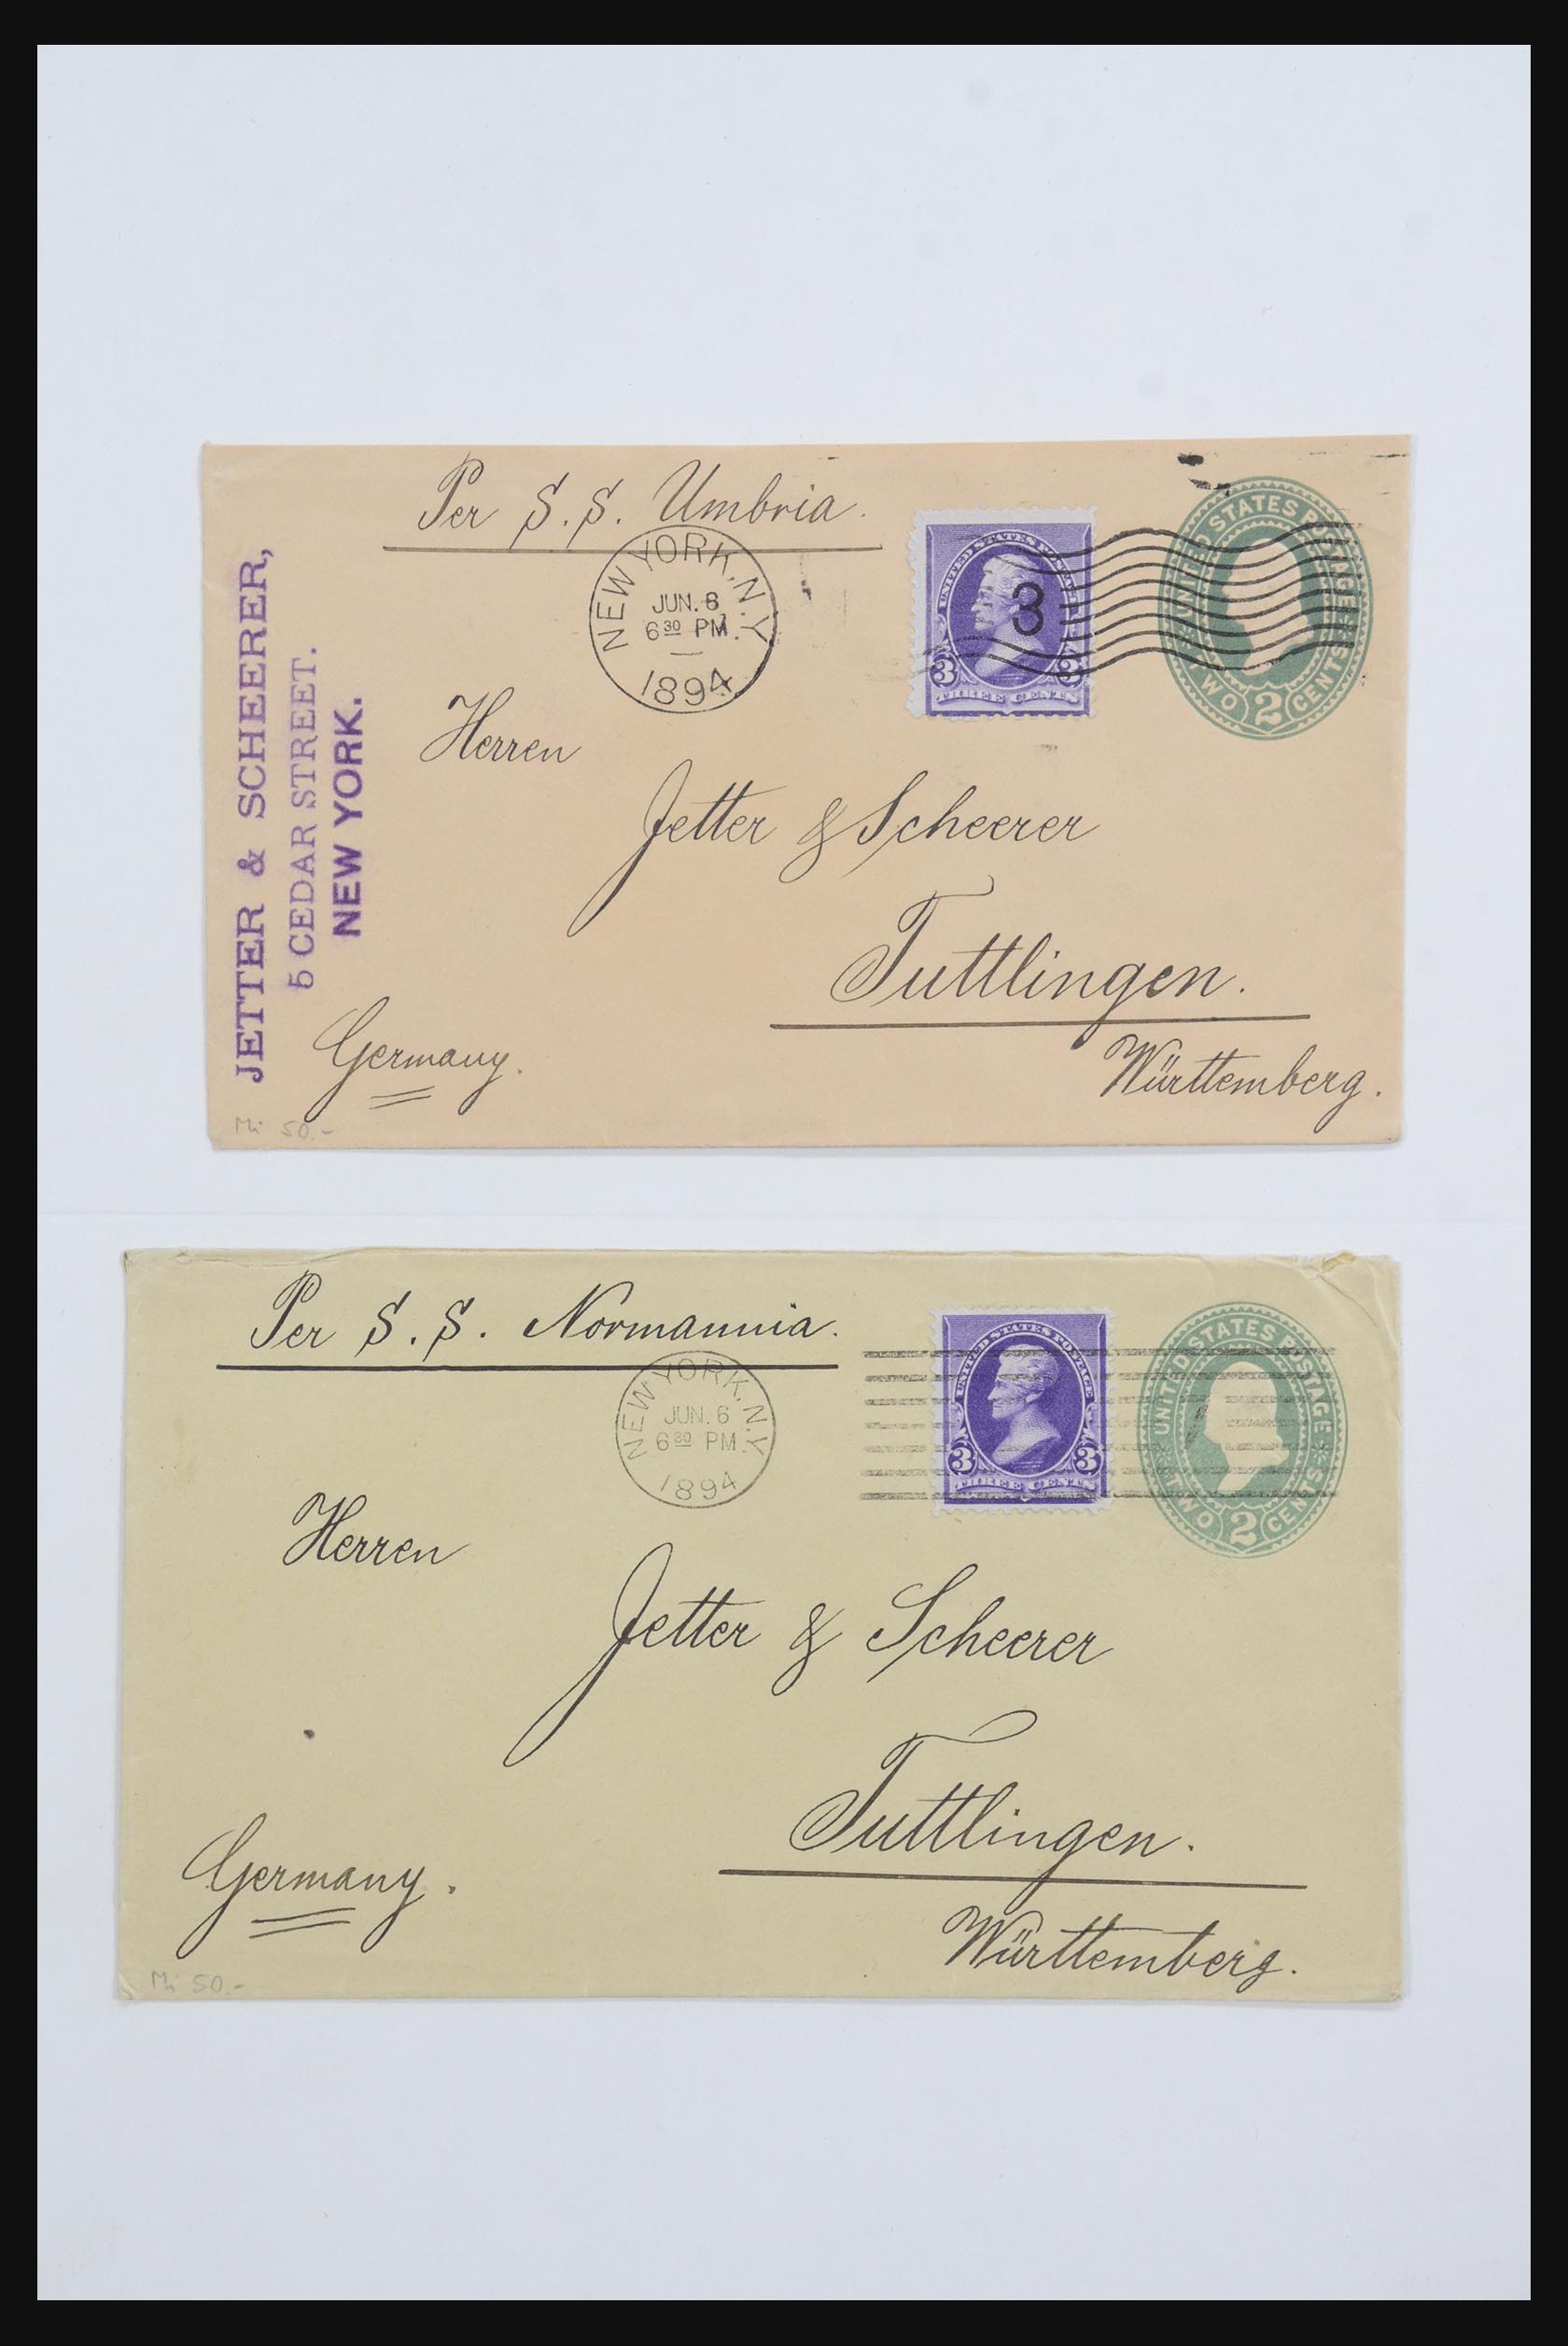 Per S.S. Umbria.
NEW YORK, N.Y.
JUN. 8
6 30 PM.
1894
UNITED STATES POSTAGE
3
3 3
THREE CENTS
UNITED STATES POSTAGE
TWO 2 CENTS
JETTER & SCHEERER,
5 CEDAR STREET.
NEW YORK.
Herren
Jetter & Scheerer
Tuttlingen.
Württemberg.
Germany.
Mi 50.-
Per S.S. Normannia.
NEW YORK, N.Y.
JUN. 6
6 30 PM.
1894
UNITED STATES POSTAGE
3 3
THREE CENTS
UNITED STATES POSTAGE
TWO 2 CENTS
Herren
Jetter & Scheerer
Tuttlingen.
Württemberg.
Germany.
Mi 50.-